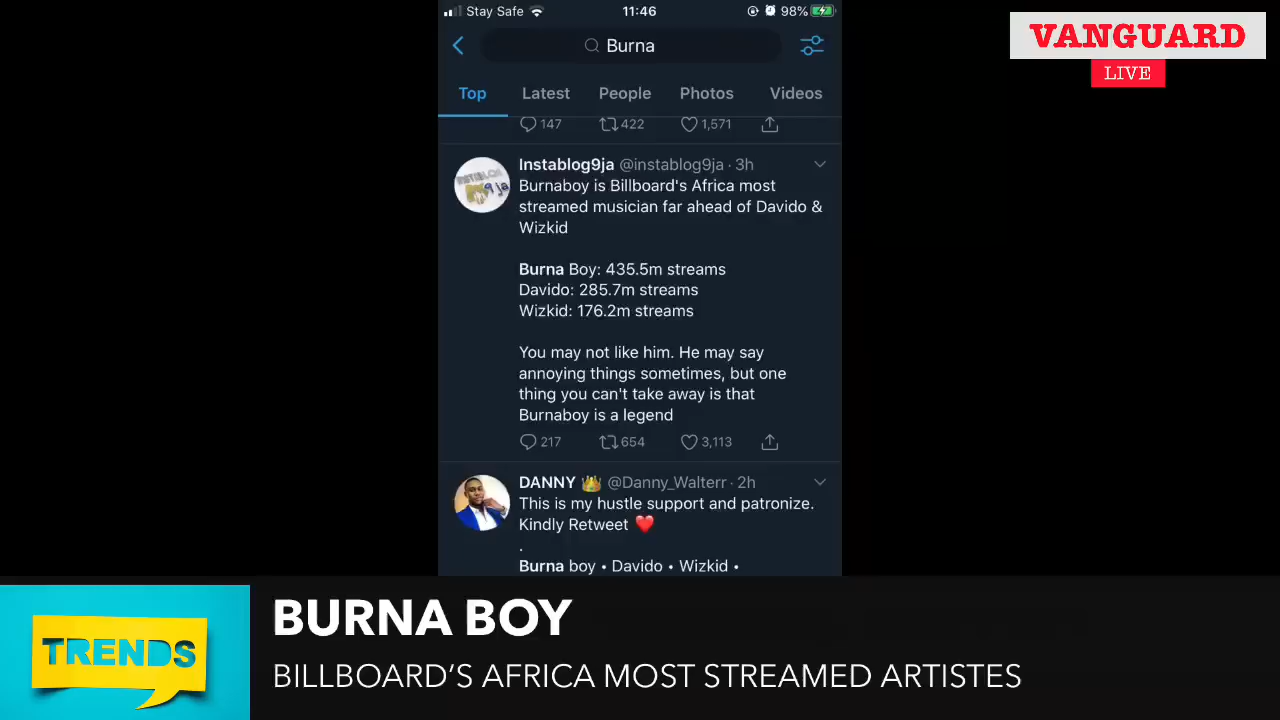 Stay Safe 11:46 98%
VANGUARD
LIVE
Burna
Top Latest People Photos Videos
147 422 1,571
Instablog9ja @instablog9ja · 3h
Burnaboy is Billboard's Africa most
streamed musician far ahead of Davido &
Wizkid
Burna Boy: 435.5m streams
Davido: 285.7m streams
Wizkid: 176.2m streams
You may not like him. He may say
annoying things sometimes, but one
thing you can't take away is that
Burnaboy is a legend
217 654 3,113
DANNY 👑 @Danny_Walterr · 2h
This is my hustle support and patronize.
Kindly Retweet ❤️
.
Burna boy • Davido • Wizkid •
TRENDS
BURNA BOY
BILLBOARD’S AFRICA MOST STREAMED ARTISTES